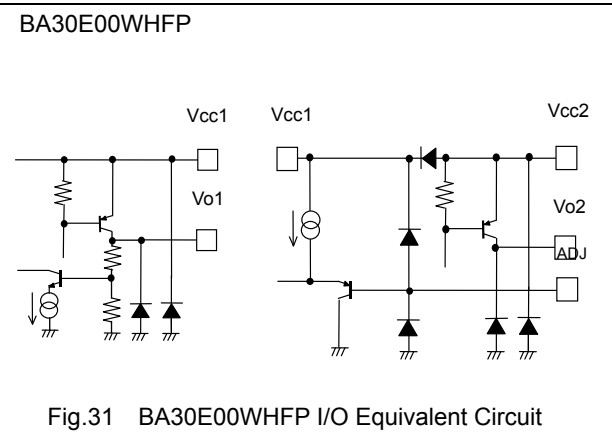 BA30E00WHFP
Vcc1
Vcc1
Vcc2
Vo1
Vo2
ADJ
Fig.31 BA30E00WHFP I/O Equivalent Circuit